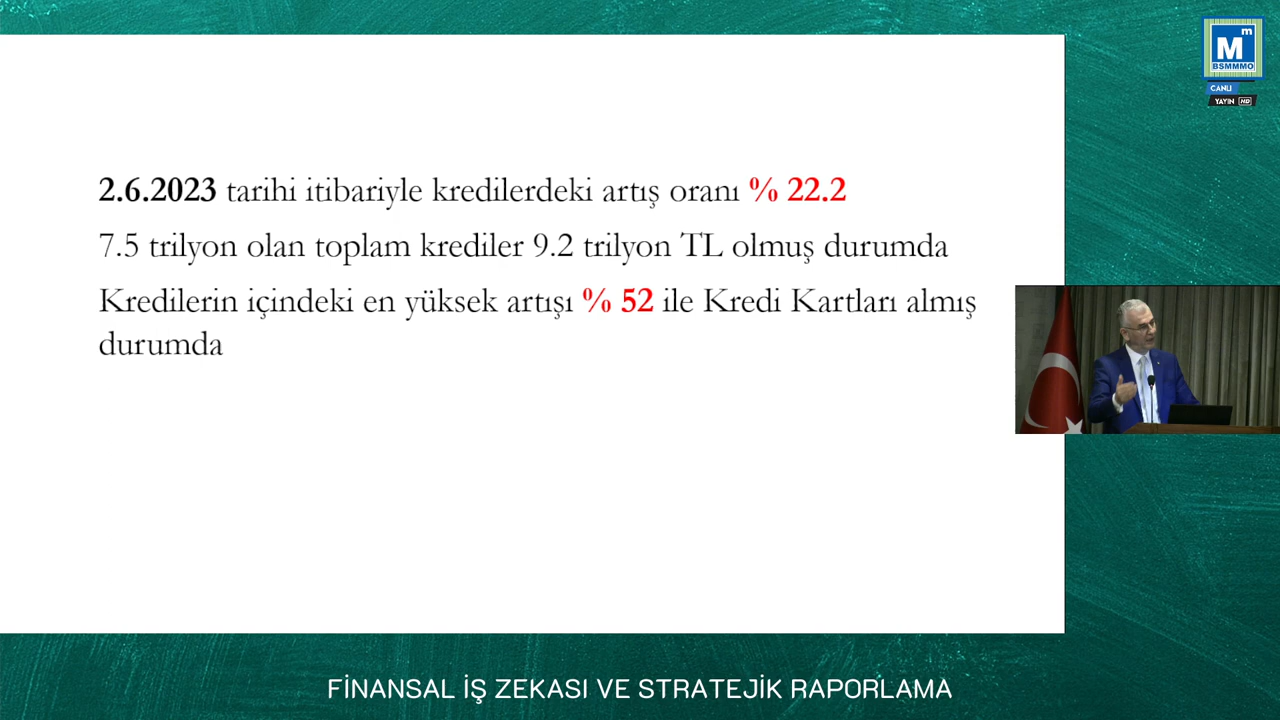 M m
BSMMMO
CANLI
YAYIN HD
2.6.2023 tarihi itibariyle kredilerdeki artış oranı % 22.2
7.5 trilyon olan toplam krediler 9.2 trilyon TL olmuş durumda
Kredilerin içindeki en yüksek artışı % 52 ile Kredi Kartları almış
durumda
FİNANSAL İŞ ZEKASI VE STRATEJİK RAPORLAMA